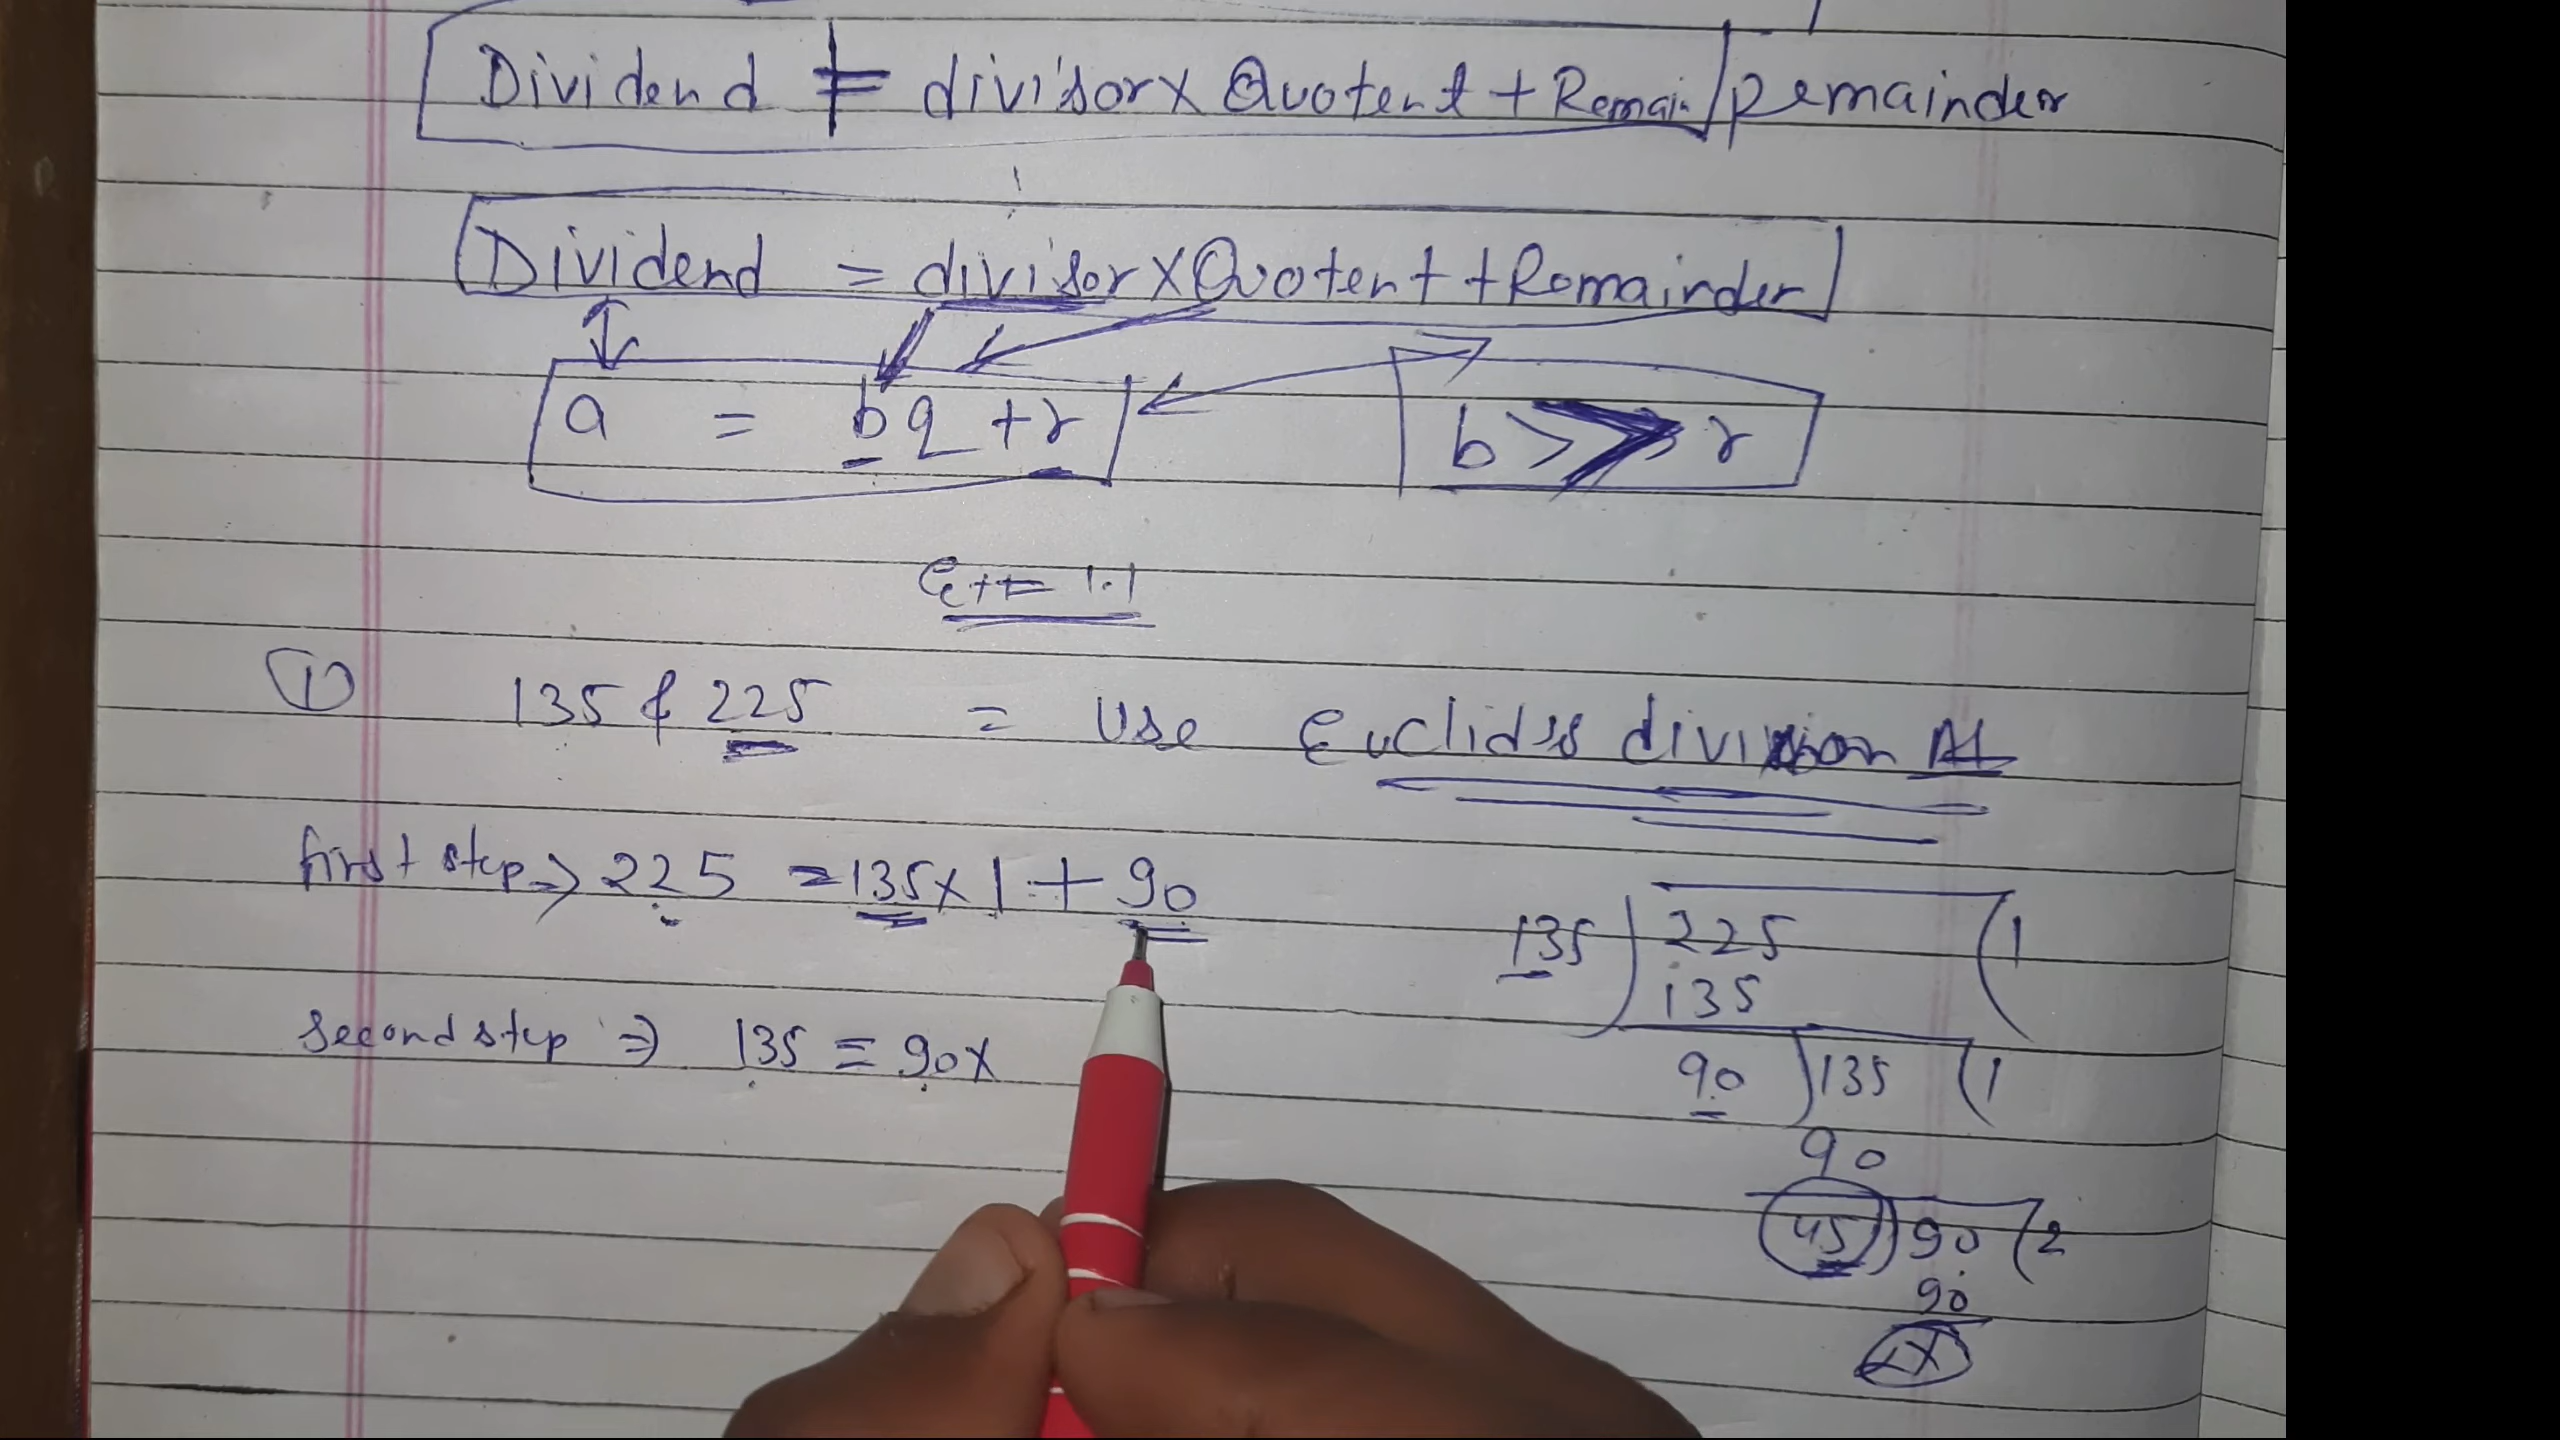 Dividend = divisor x Quotent + Remain Remainder
Dividend = divisor x Quotent + Remainder
a = bq + r
b > r
1.1
① 135 & 225 = Use Euclid's division
first step ⇒ 225 = 135 x 1 + 90
second step ⇒ 135 = 90 x
135 ) 225 ( 1
135
90 ) 135 ( 1
90
45 ) 90 ( 2
90